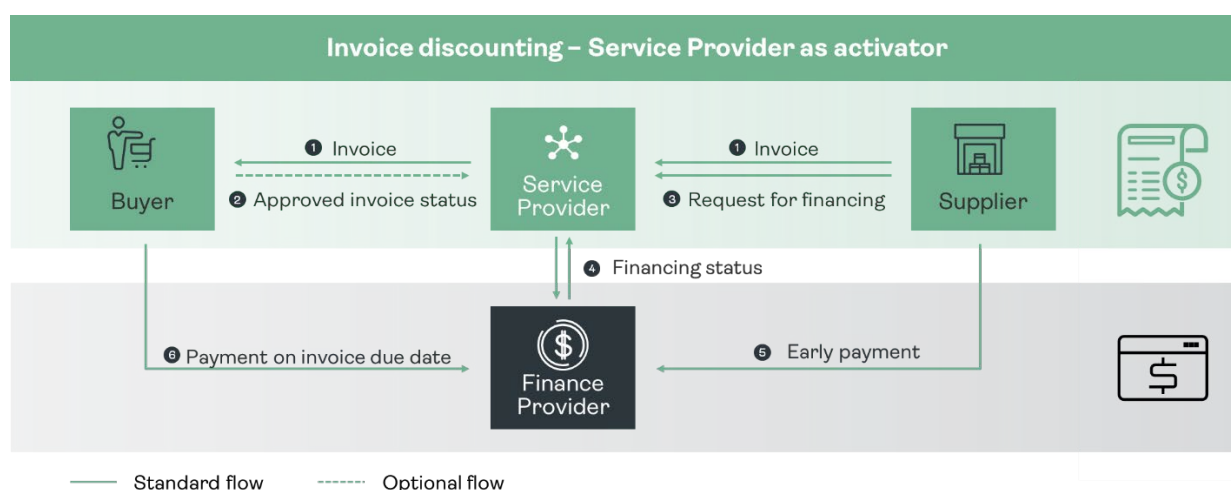 Invoice discounting – Service Provider as activator
1 Invoice
1 Invoice
Buyer
2 Approved invoice status
Service
Provider
3 Request for financing
Supplier
4 Financing status
6 Payment on invoice due date
5 Early payment
Finance
Provider
Standard flow
Optional flow